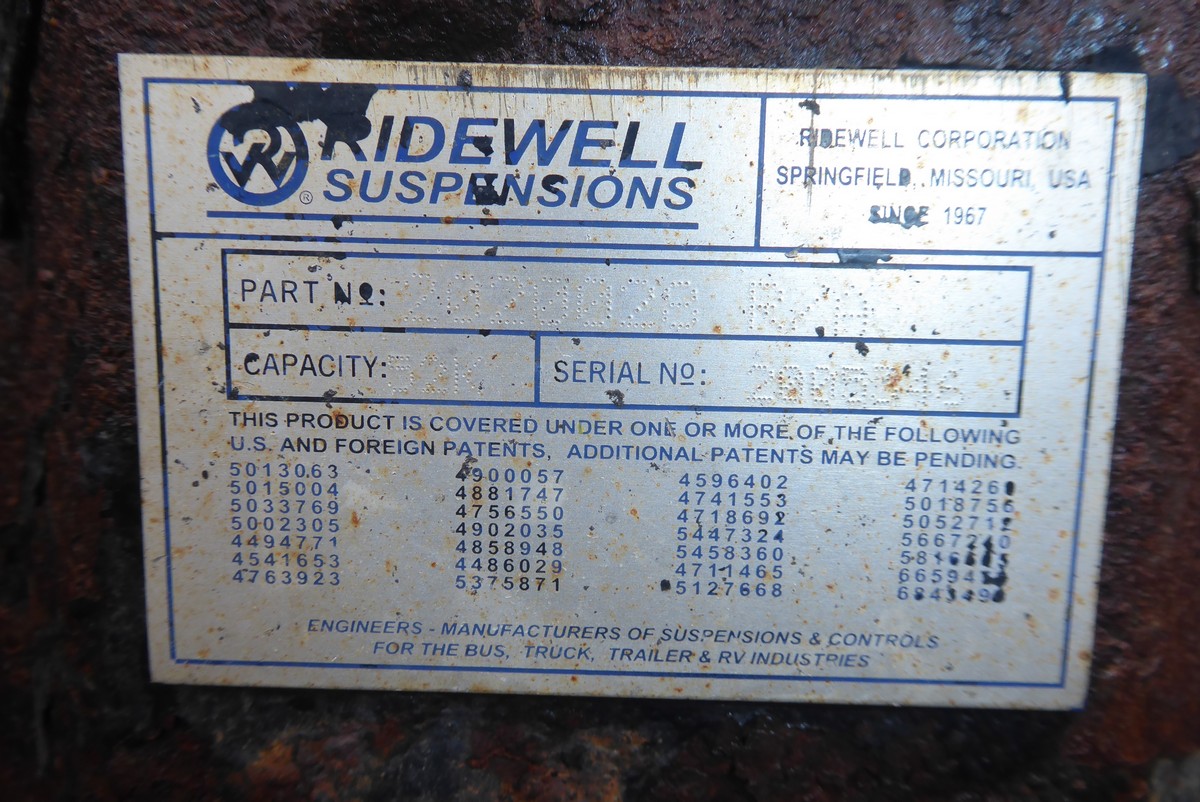 RIDEWELL
SUSPENSIONS
®
RIDEWELL CORPORATION
SPRINGFIELD, MISSOURI, USA
SINCE 1967
PART Nº:
CAPACITY: 52K
SERIAL Nº:
THIS PRODUCT IS COVERED UNDER ONE OR MORE OF THE FOLLOWING
U.S. AND FOREIGN PATENTS, ADDITIONAL PATENTS MAY BE PENDING.
5013063 4900057 4596402
5015004 4881747 4741553 5018756
5033769 4756550 4718692
5002305 4902035 5447324 5667240
4494771 4858948 5458360
4541653 4486029 4711465
4763923 5375871 5127668
ENGINEERS - MANUFACTURERS OF SUSPENSIONS & CONTROLS
FOR THE BUS, TRUCK, TRAILER & RV INDUSTRIES